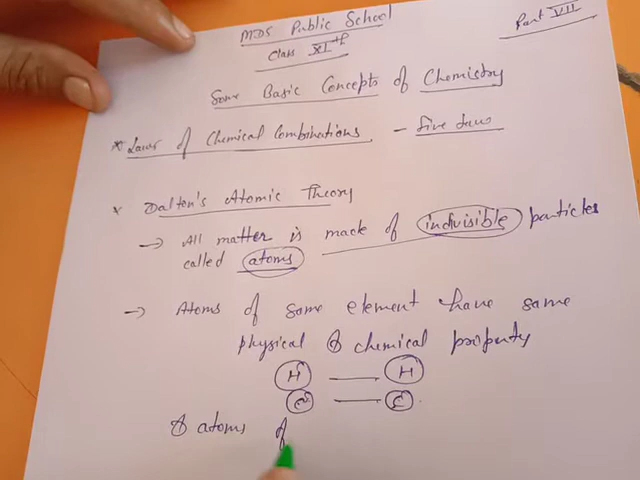 MDS Public School
Part VII
Class XIth
Some Basic Concepts of Chemistry
* Laws of Chemical Combinations - five laws
* Dalton's Atomic Theory
→ All matter is made of indivisible particles
called atoms
→ Atoms of same element have same
physical & chemical property
H — H
C — C
& atoms of